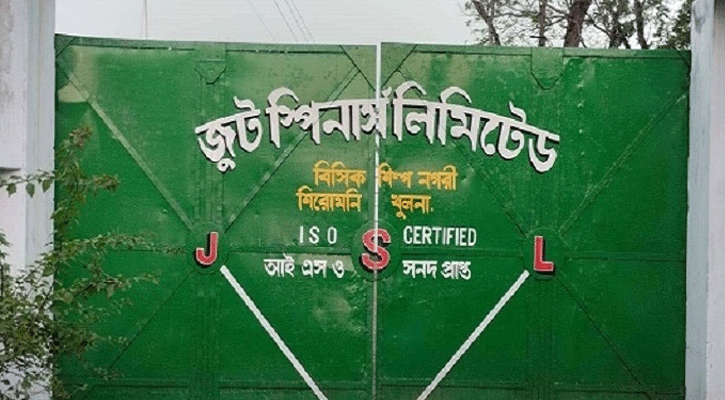 জুট স্পিনার্স লিমিটেড
বিসিক শিল্প নগরী
শিরোমনি খুলনা.
ISO CERTIFIED
J S L
আই এস ও সনদ প্রাপ্ত